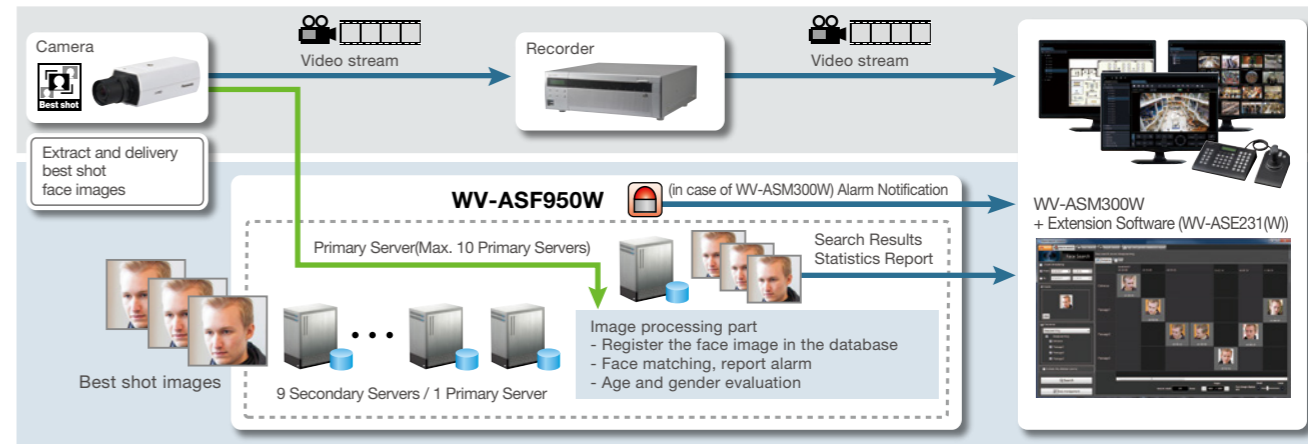 Camera
Best shot
Video stream
Recorder
Video stream
Extract and delivery
best shot
face images
WV-ASF950W
(in case of WV-ASM300W) Alarm Notification
Primary Server(Max. 10 Primary Servers)
Search Results
Statistics Report
Image processing part
- Register the face image in the database
- Face matching, report alarm
- Age and gender evaluation
Best shot images
9 Secondary Servers / 1 Primary Server
WV-ASM300W
+ Extension Software (WV-ASE231(W))
Face Search